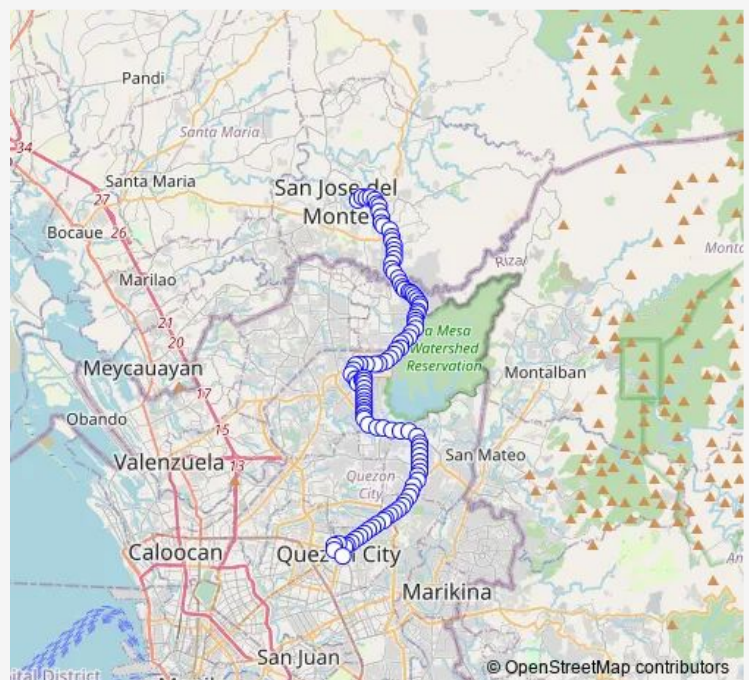 Pandi
Santa Maria
34
Santa Maria
27
San Jose del
Monte
Bocaue
26
Rizal
Marilao
21
20
Mesa
Watershed
Reservation
Meycauayan
Montalban
17
Obando
15
Valenzuela
13
San Mateo
Quezon
City
Caloocan
Quezon City
Marikina
San Juan
© OpenStreetMap contributors